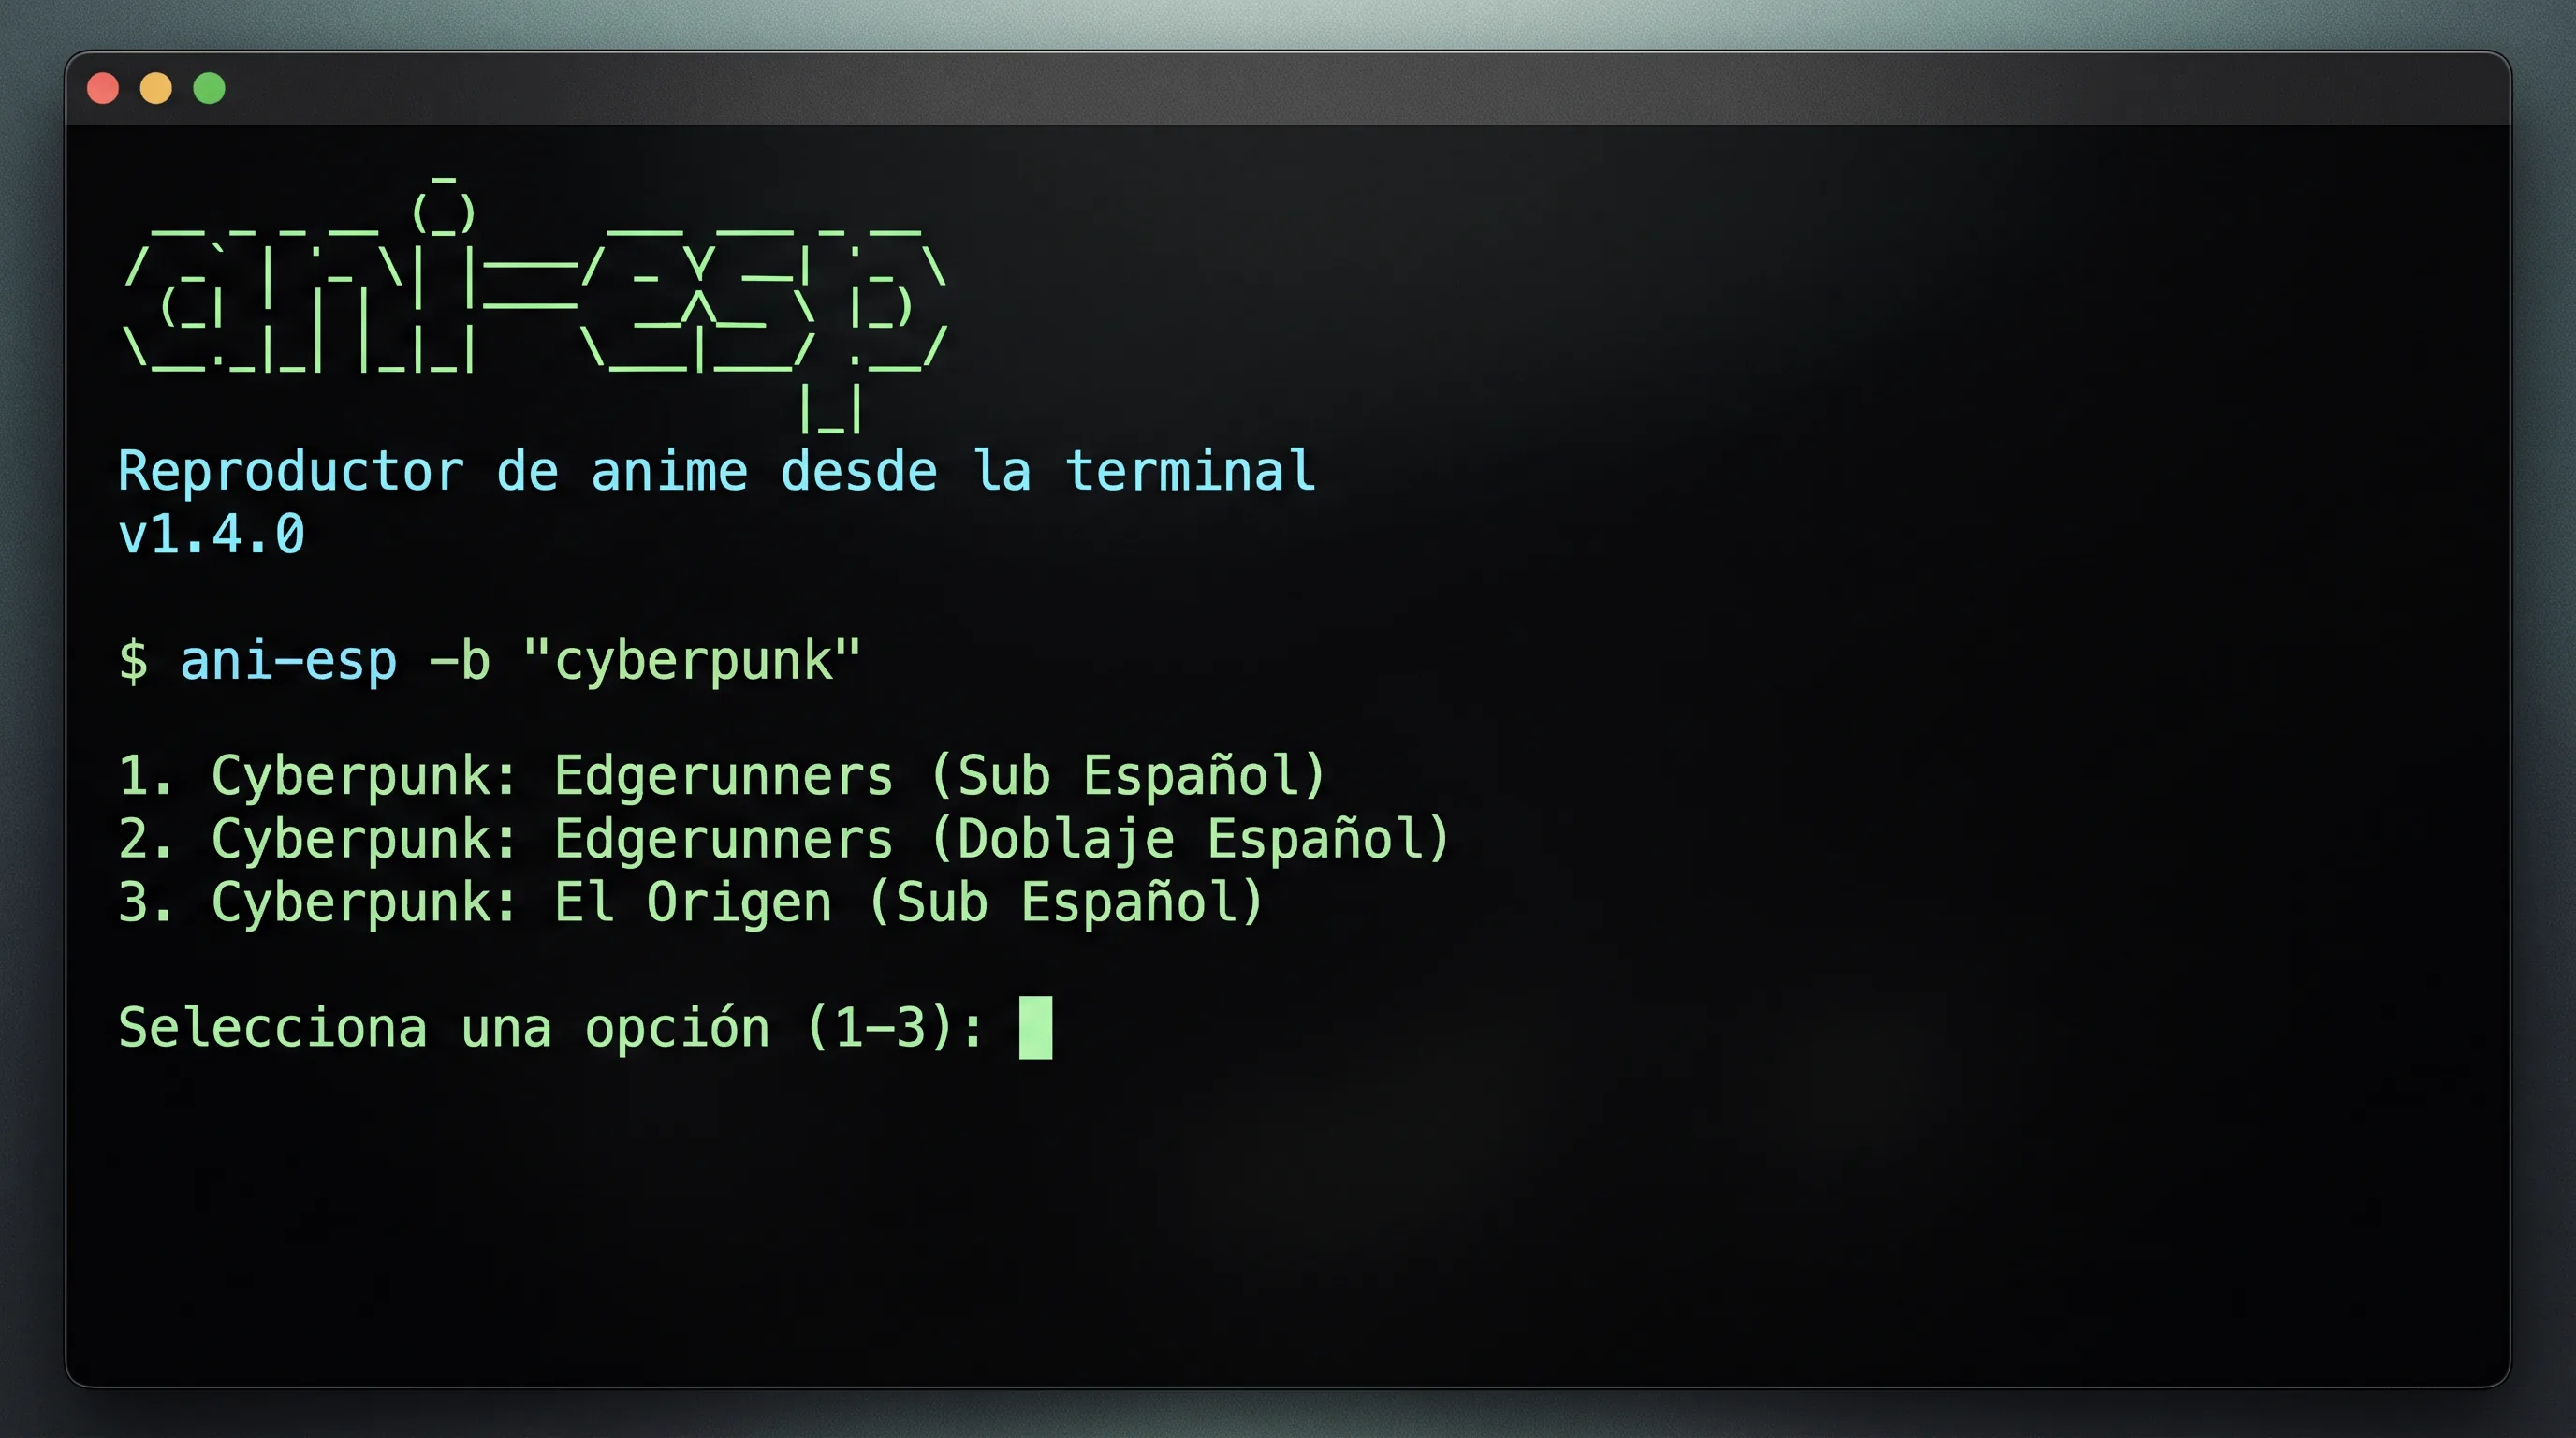 ani-esp
Reproductor de anime desde la terminal
v1.4.0
$ ani-esp -b "cyberpunk"
1. Cyberpunk: Edgerunners (Sub Español)
2. Cyberpunk: Edgerunners (Doblaje Español)
3. Cyberpunk: El Origen (Sub Español)
Selecciona una opción (1-3):